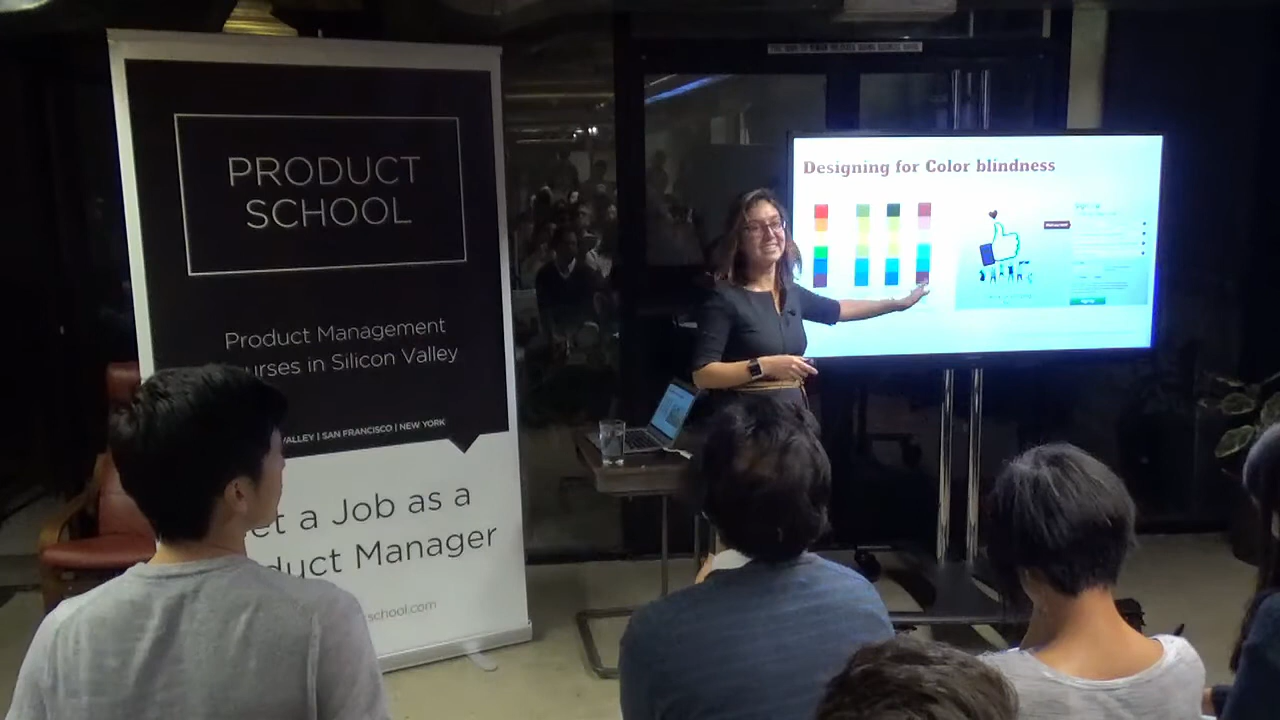 PRODUCT
SCHOOL
Product Management
urses in Silicon Valley
VALLEY | SAN FRANCISCO | NEW YORK
et a Job as a
duct Manager
school.com
Designing for Color blindness